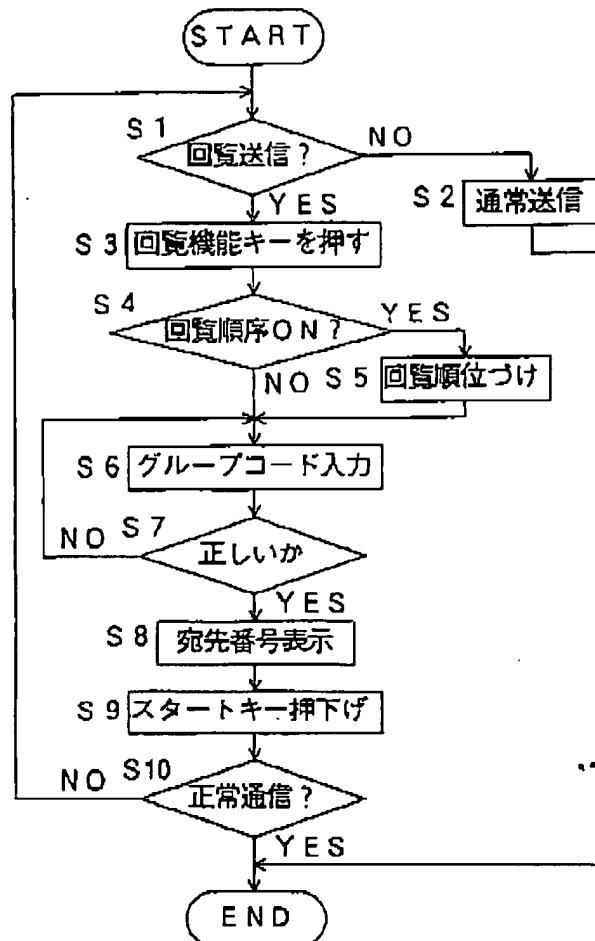 START
S1
回覧送信?
NO
YES
S2
通常送信
S3
回覧機能キーを押す
S4
回覧順序ON?
YES
NO
S5
回覧順位づけ
S6
グループコード入力
S7
正しいか
NO
YES
S8
宛先番号表示
S9
スタートキー押下げ
S10
正常通信?
NO
YES
END